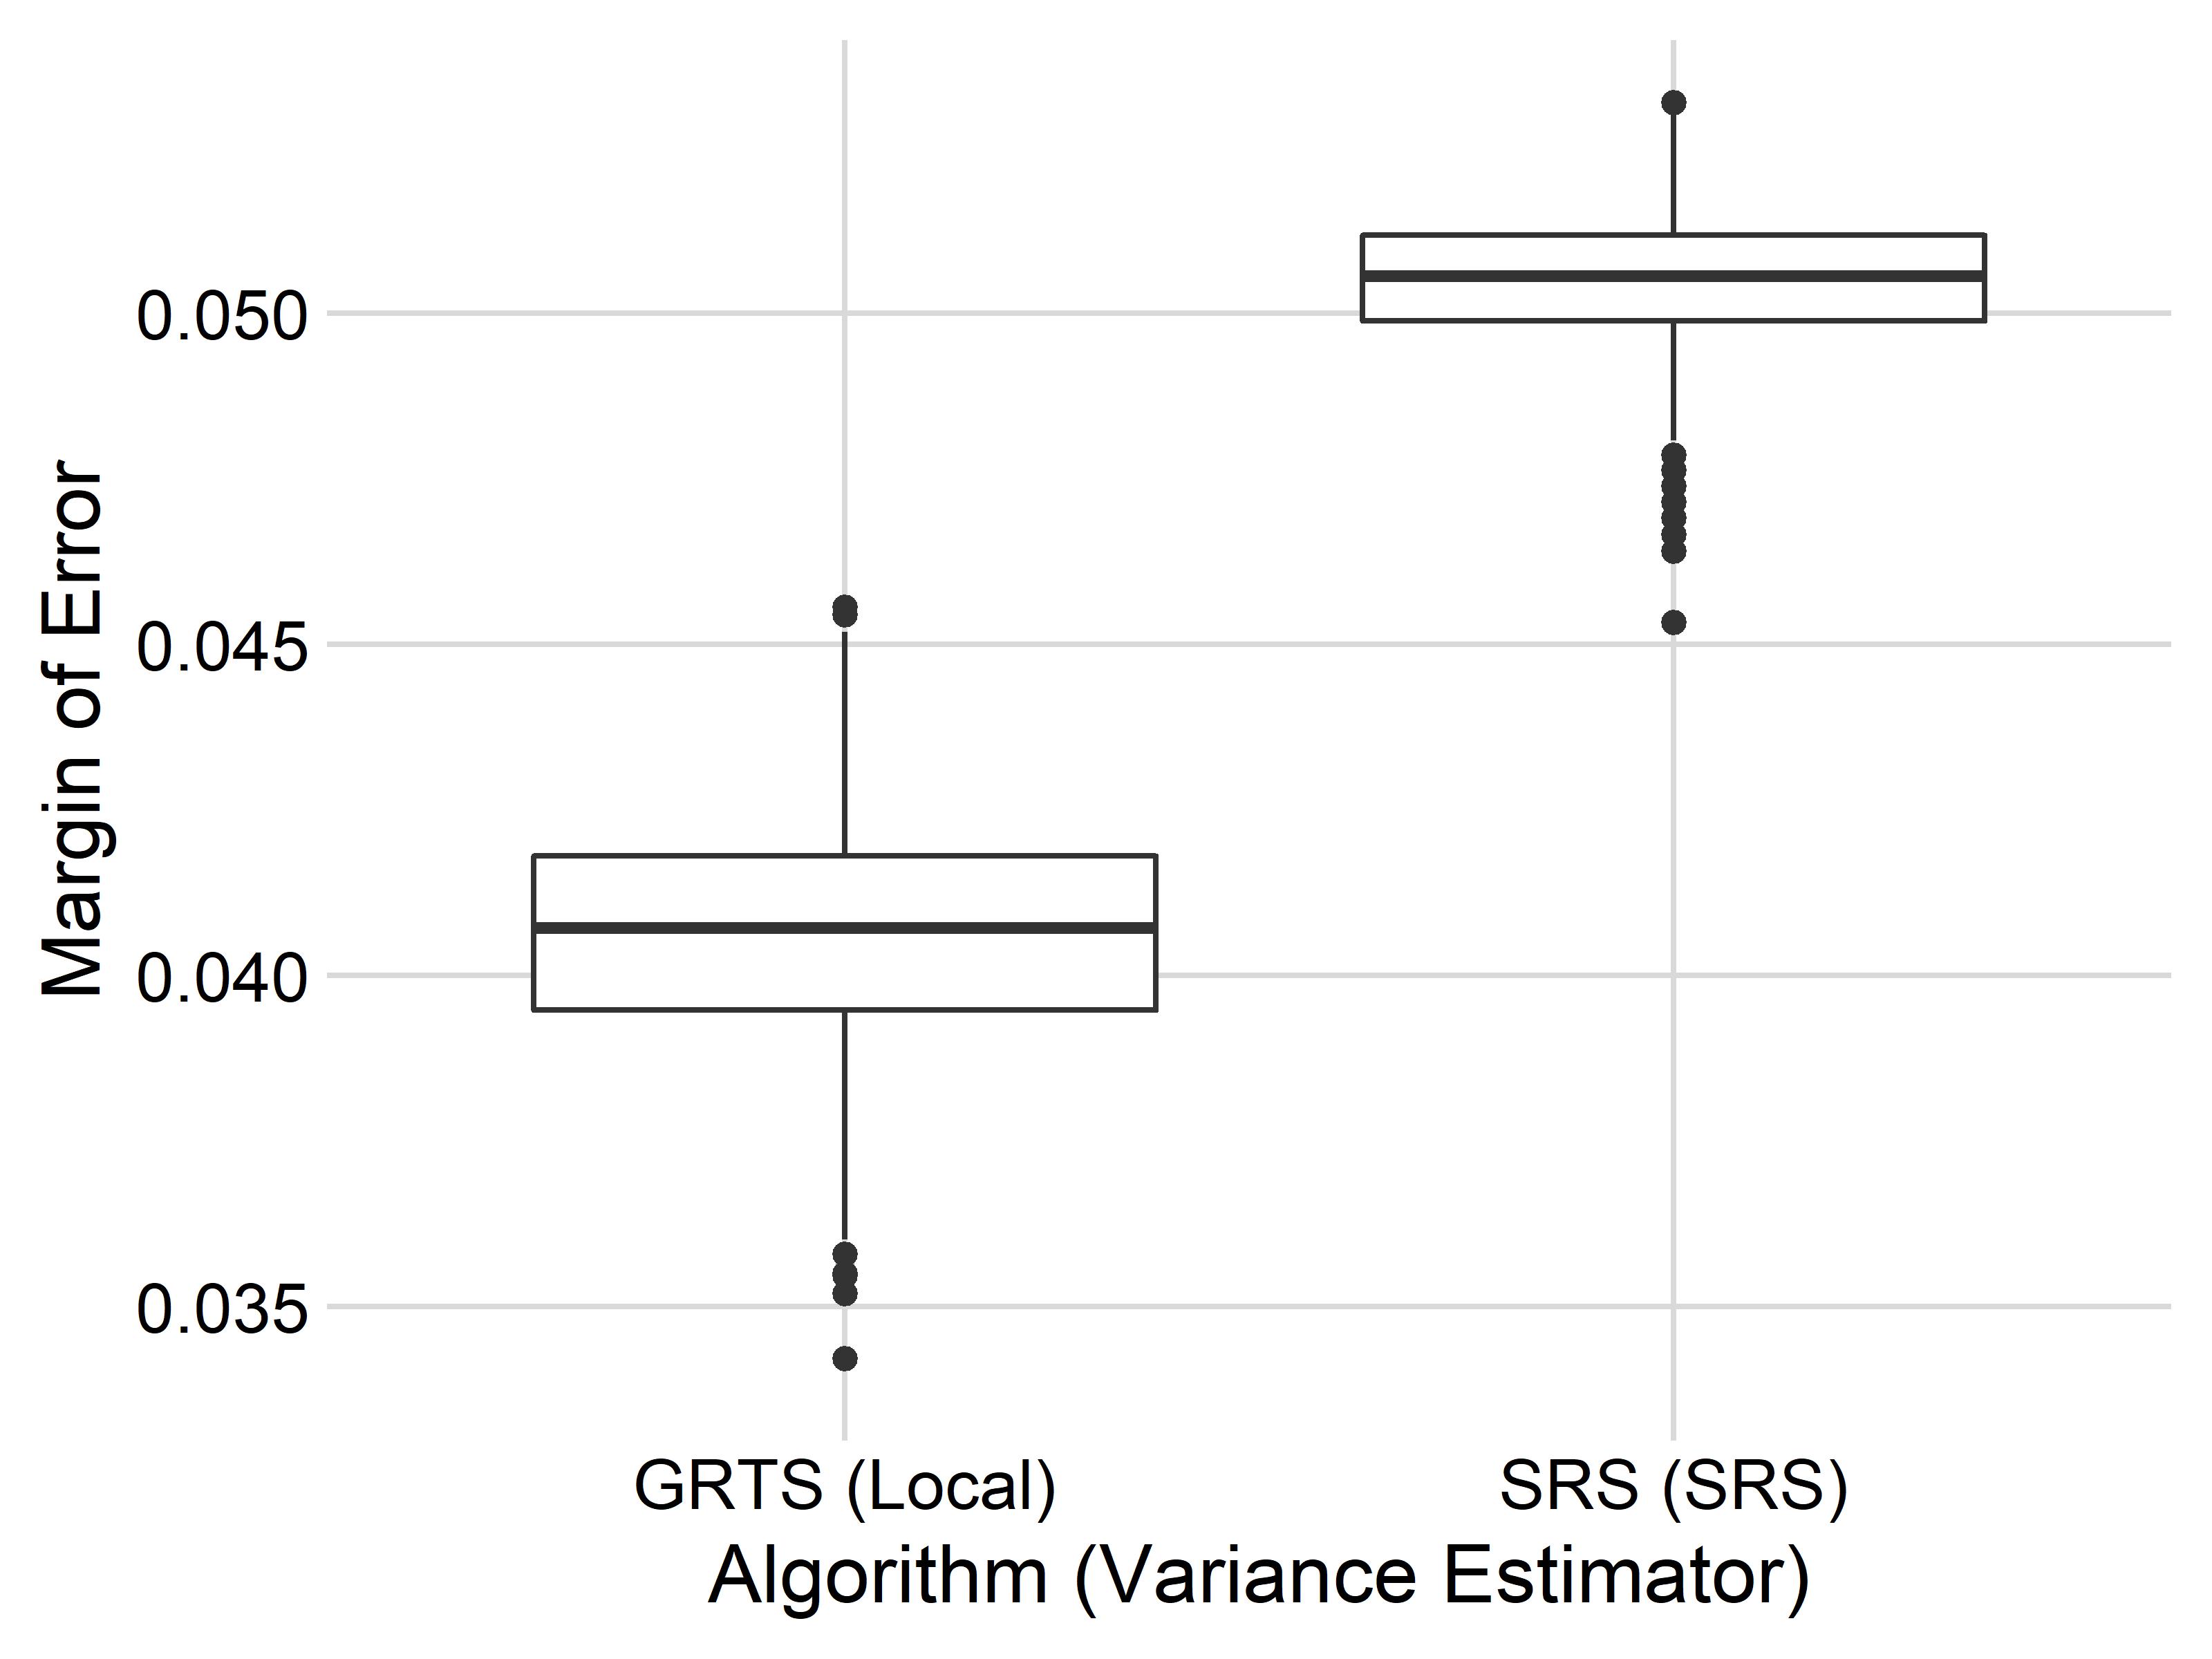 Margin of Error
0.050
0.045
0.040
0.035
GRTS (Local)
SRS (SRS)
Algorithm (Variance Estimator)